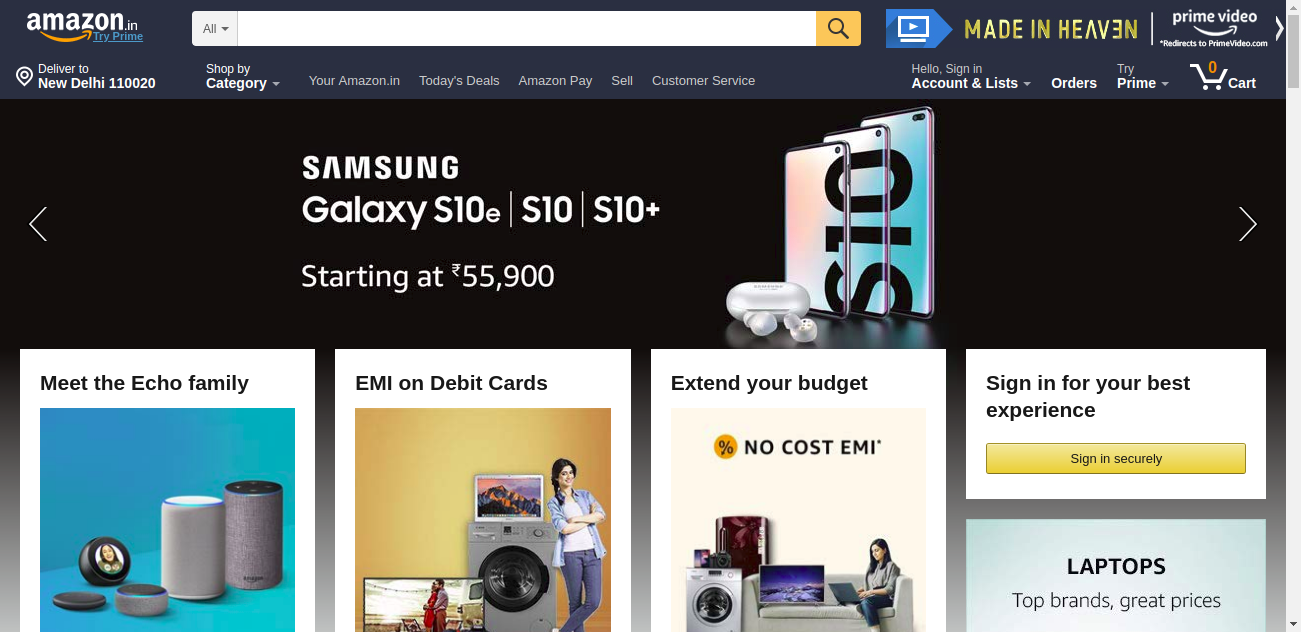 amazon.in
Try Prime
All
MADE IN HEAVEN
prime video
*Redirects to PrimeVideo.com
Deliver to
New Delhi 110020
Shop by
Category
Your Amazon.in
Today's Deals
Amazon Pay
Sell
Customer Service
Hello, Sign in
Account & Lists
Orders
Try
Prime
0
Cart
SAMSUNG
Galaxy S10e | S10 | S10+
Starting at ₹55,900
S10
SAMSUNG
Meet the Echo family
EMI on Debit Cards
Extend your budget
Sign in for your best
experience
Sign in securely
amazon
% NO COST EMI*
LAPTOPS
Top brands, great prices